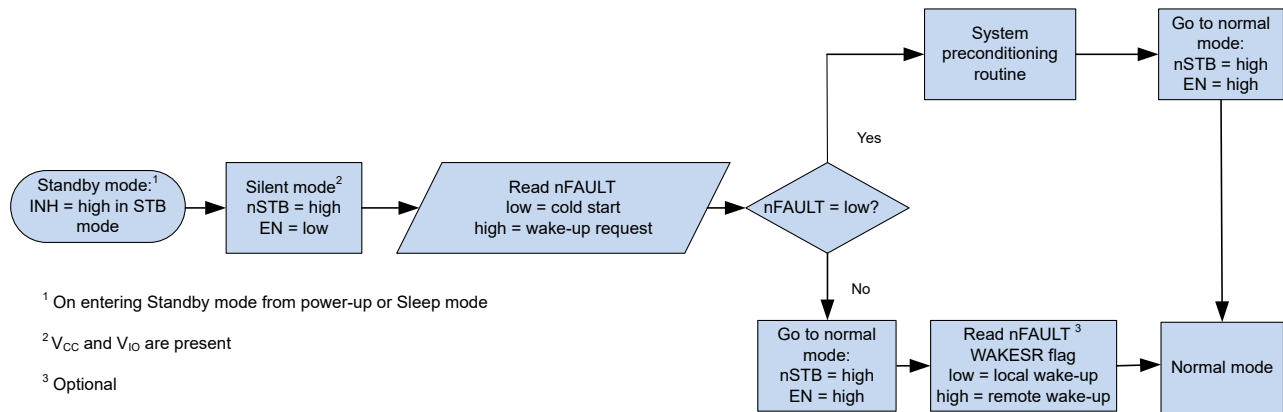 Standby mode:1
INH = high in STB
mode
Silent mode2
nSTB = high
EN = low
Read nFAULT
low = cold start
high = wake-up request
nFAULT = low?
Yes
System
preconditioning
routine
Go to normal
mode:
nSTB = high
EN = high
No
Go to normal
mode:
nSTB = high
EN = high
Read nFAULT 3
WAKESR flag
low = local wake-up
high = remote wake-up
Normal mode
1 On entering Standby mode from power-up or Sleep mode
2 VCC and VIO are present
3 Optional